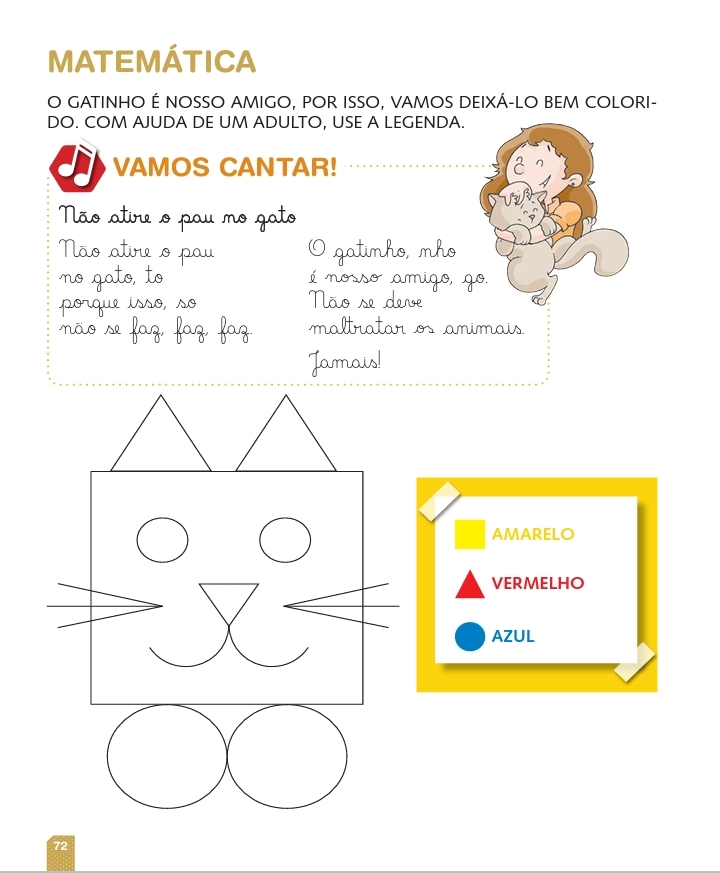 MATEMÁTICA
O GATINHO É NOSSO AMIGO, POR ISSO, VAMOS DEIXÁ-LO BEM COLORI-
DO. COM AJUDA DE UM ADULTO, USE A LEGENDA.
VAMOS CANTAR!
Não atire o pau no gato
Não atire o pau
no gato, to
porque isso, so
não se faz, faz, faz.
O gatinho, nho
é nosso amigo, go.
Não se deve
maltratar os animais.
Jamais!
AMARELO
VERMELHO
AZUL
72